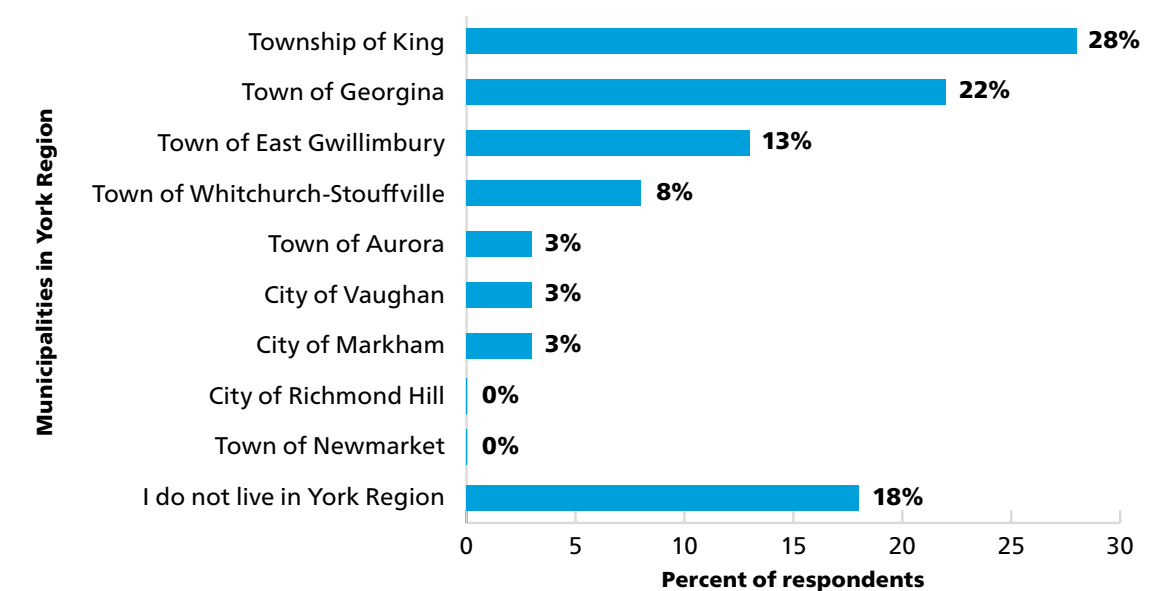 Municipalities in York Region
Township of King 28%
Town of Georgina 22%
Town of East Gwillimbury 13%
Town of Whitchurch-Stouffville 8%
Town of Aurora 3%
City of Vaughan 3%
City of Markham 3%
City of Richmond Hill 0%
Town of Newmarket 0%
I do not live in York Region 18%
0 5 10 15 20 25 30
Percent of respondents